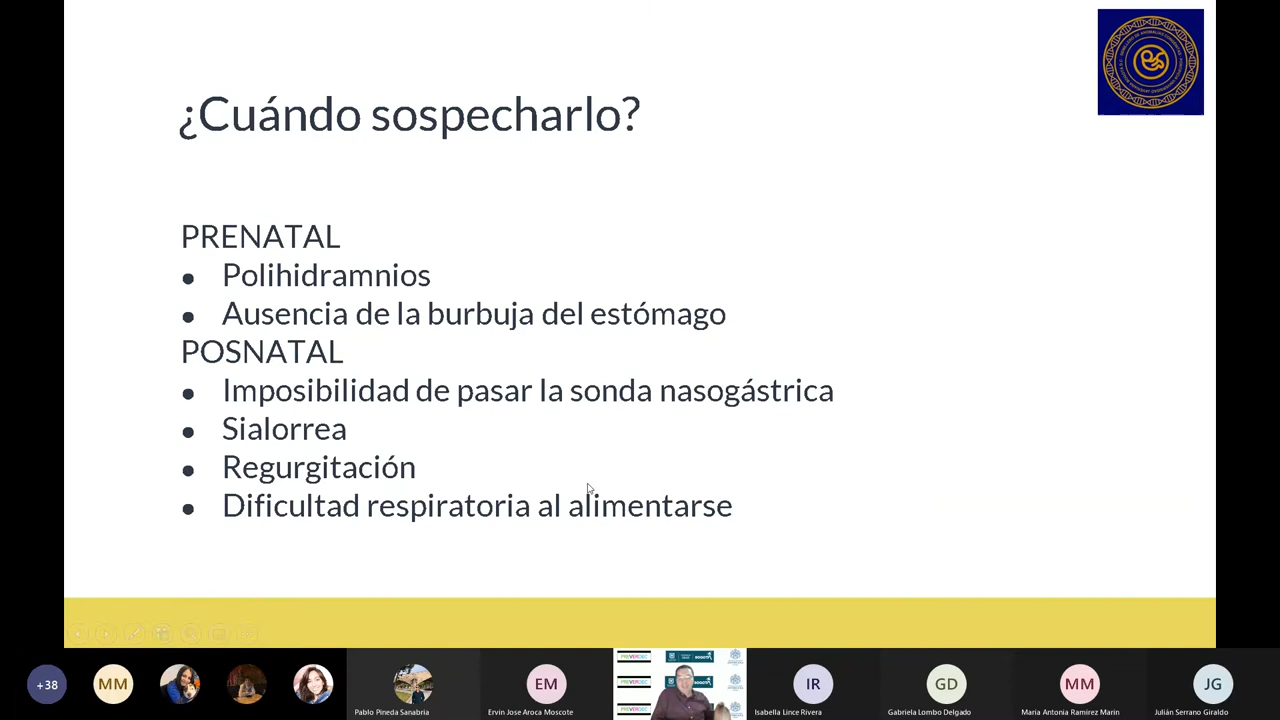 ¿Cuándo sospecharlo?
PRENATAL
● Polihidramnios
● Ausencia de la burbuja del estómago
POSNATAL
● Imposibilidad de pasar la sonda nasogástrica
● Sialorrea
● Regurgitación
● Dificultad respiratoria al alimentarse
+38
MM
EM
IR
GD
MM
JG
Pablo Pineda Sanabria
Ervin Jose Aroca Moscote
Isabella Lince Rivera
Gabriela Lombo Delgado
Maria Antonia Ramirez Marin
Julián Serrano Giraldo